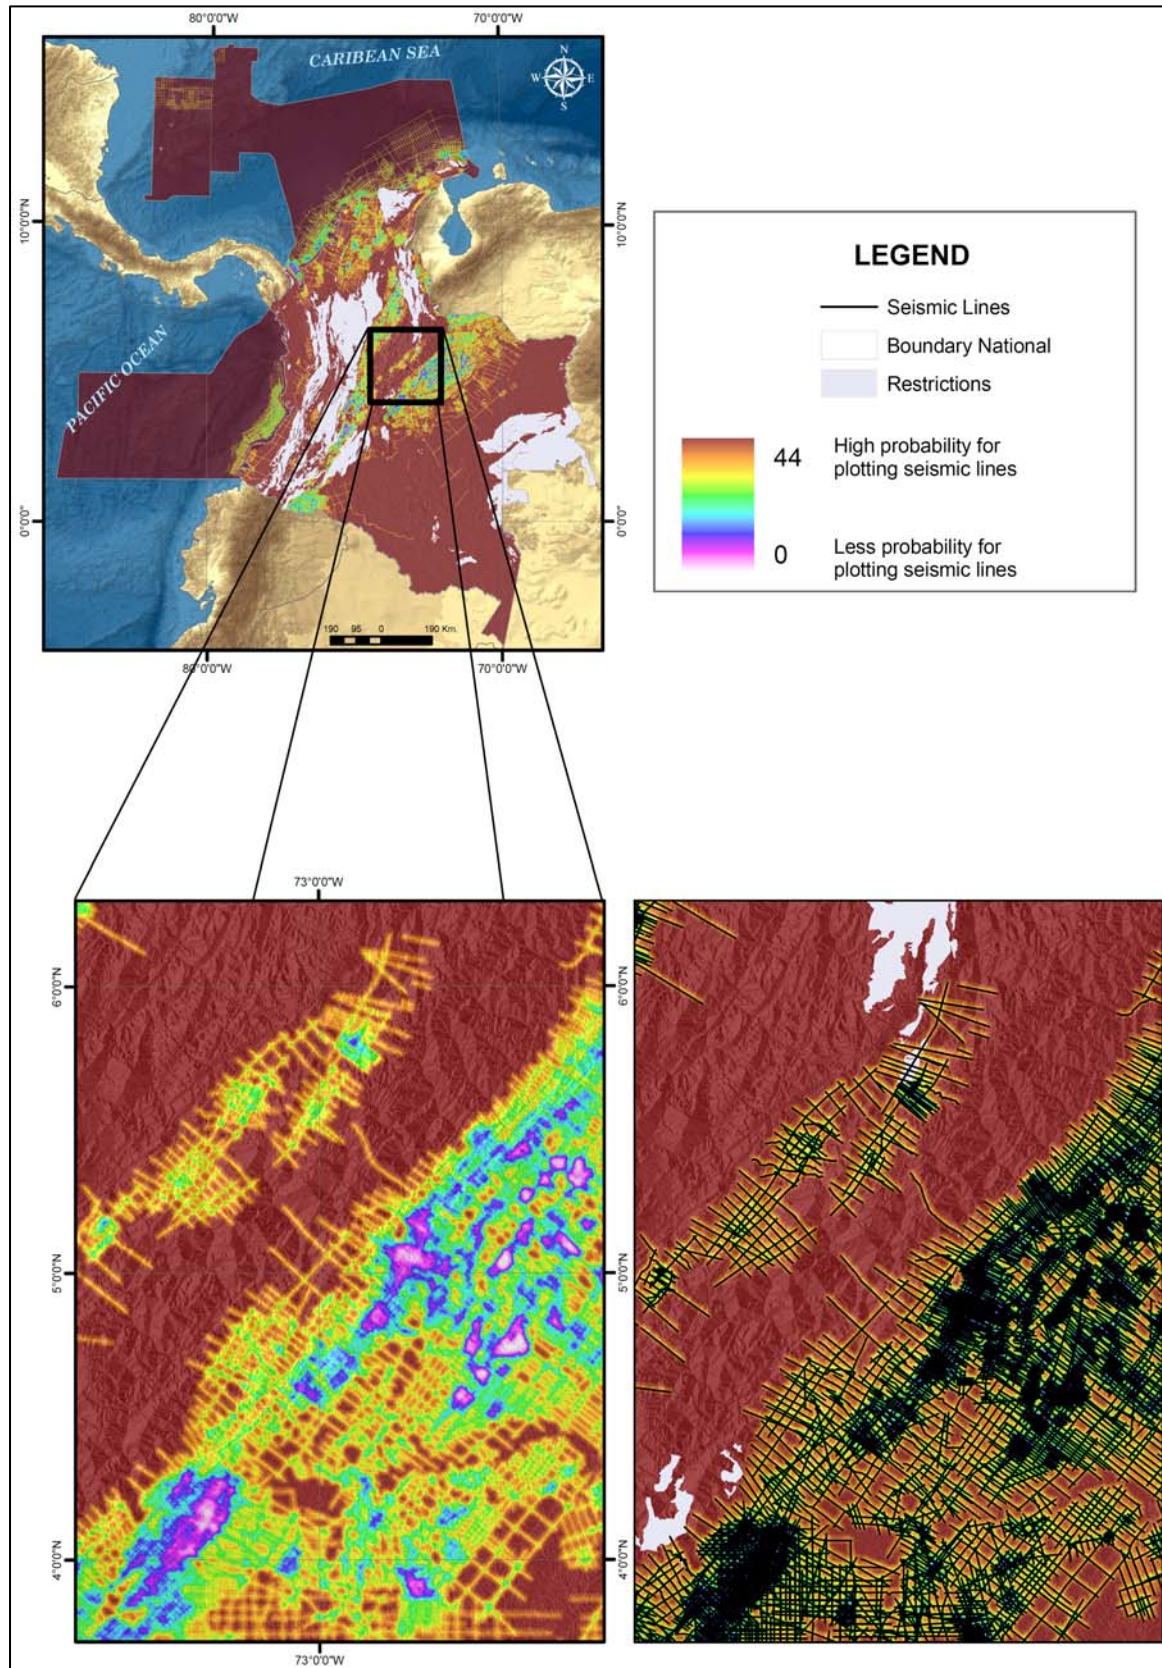 80°0'0"W
70°0'0"W
CARIBEAN SEA
N
W
E
S
10°0'0"N
10°0'0"N
PACIFIC OCEAN
0°0'0"
0°0'0"
190 95 0 190 Km.
80°0'0"W
70°0'0"W
LEGEND
Seismic Lines
Boundary National
Restrictions
44
High probability for
plotting seismic lines
0
Less probability for
plotting seismic lines
73°0'0"W
6°0'0"N
6°0'0"N
5°0'0"N
5°0'0"N
4°0'0"N
4°0'0"N
73°0'0"W